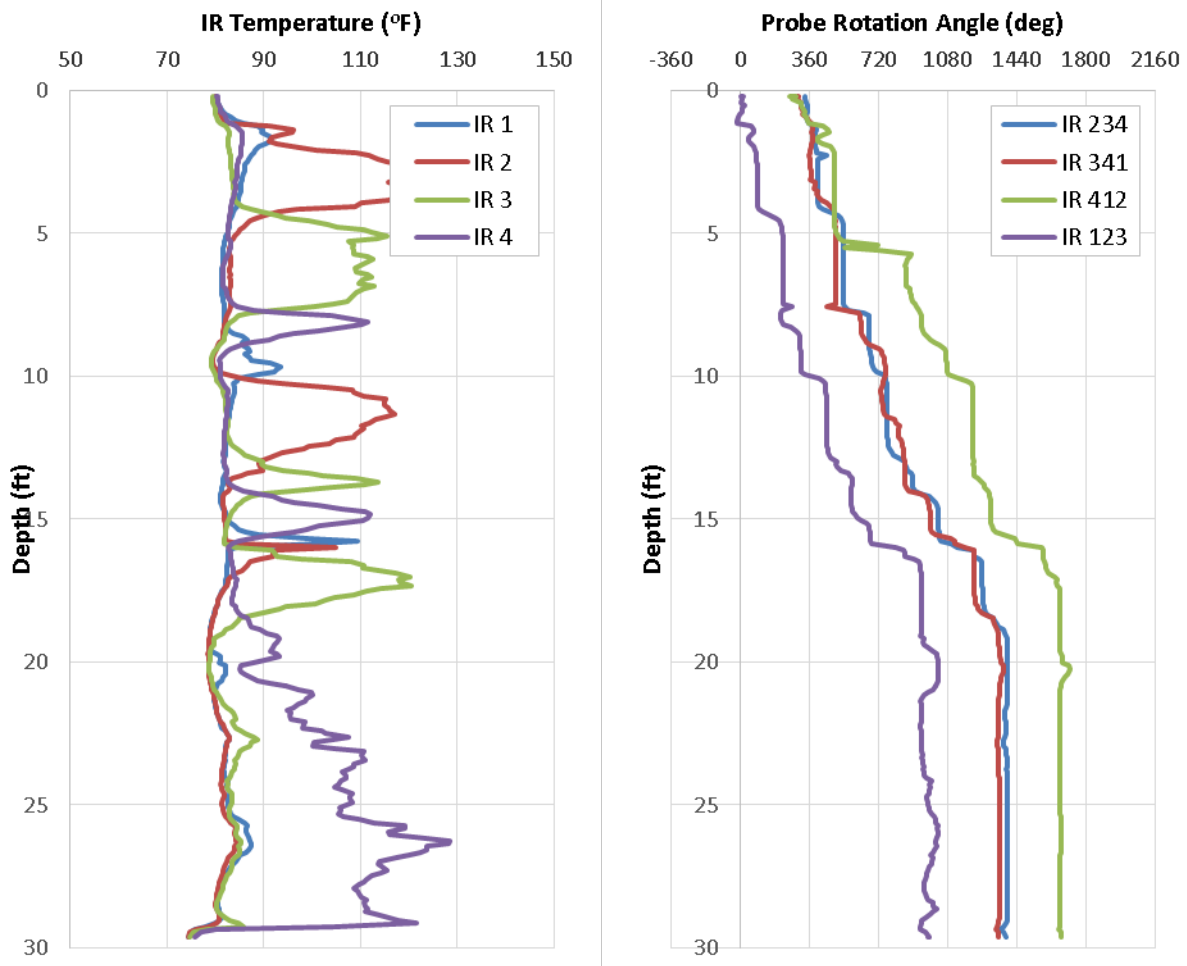 IR Temperature (ºF)
50 70 90 110 130 150
0
5
10
15
20
25
30
Depth (ft)
IR 1
IR 2
IR 3
IR 4
Probe Rotation Angle (deg)
-360 0 360 720 1080 1440 1800 2160
0
5
10
15
20
25
30
Depth (ft)
IR 234
IR 341
IR 412
IR 123